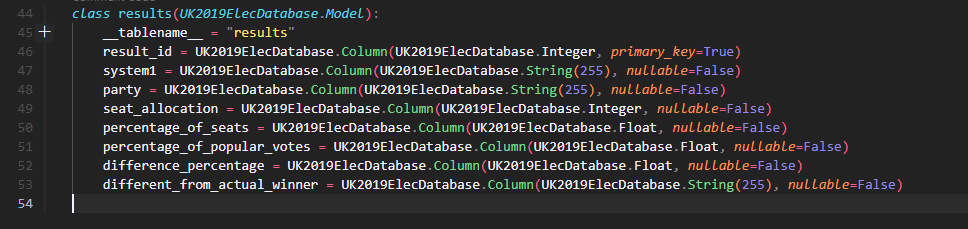 44 class results(UK2019ElecDatabase.Model):
45 + __tablename__ = "results"
46 result_id = UK2019ElecDatabase.Column(UK2019ElecDatabase.Integer, primary_key=True)
47 system1 = UK2019ElecDatabase.Column(UK2019ElecDatabase.String(255), nullable=False)
48 party = UK2019ElecDatabase.Column(UK2019ElecDatabase.String(255), nullable=False)
49 seat_allocation = UK2019ElecDatabase.Column(UK2019ElecDatabase.Integer, nullable=False)
50 percentage_of_seats = UK2019ElecDatabase.Column(UK2019ElecDatabase.Float, nullable=False)
51 percentage_of_popular_votes = UK2019ElecDatabase.Column(UK2019ElecDatabase.Float, nullable=False)
52 difference_percentage = UK2019ElecDatabase.Column(UK2019ElecDatabase.Float, nullable=False)
53 different_from_actual_winner = UK2019ElecDatabase.Column(UK2019ElecDatabase.String(255), nullable=False)
54